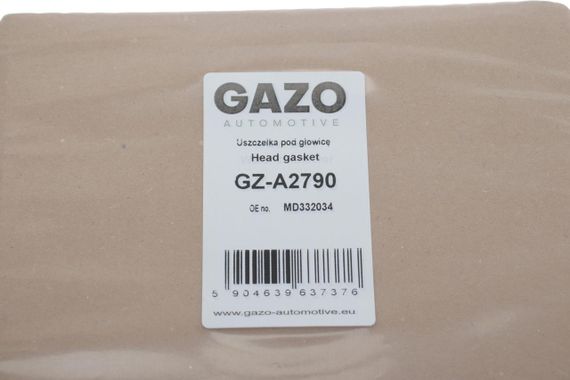 GAZO
AUTOMOTIVE
Uszczelka pod głowicę
Head gasket
GZ-A2790
OE no. MD332034
5 904639 637376
www.gazo-automotive.eu